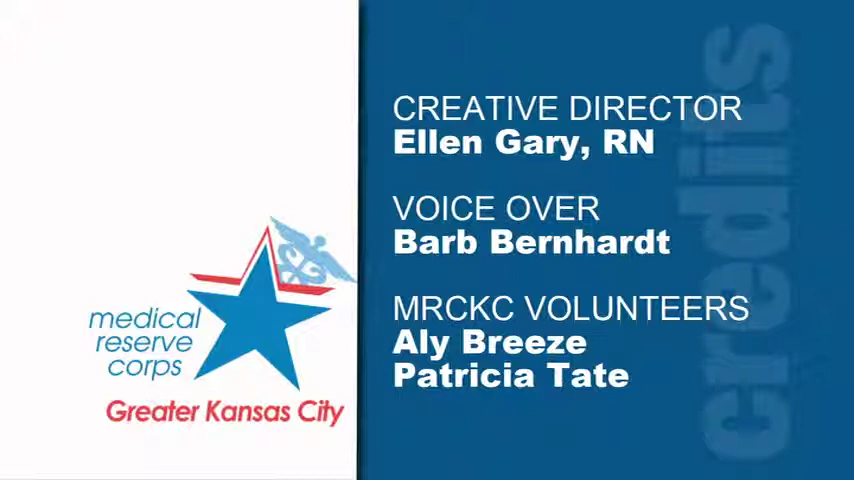 medical
reserve
corps
Greater Kansas City
CREATIVE DIRECTOR
Ellen Gary, RN
VOICE OVER
Barb Bernhardt
MRCKC VOLUNTEERS
Aly Breeze
Patricia Tate
credits